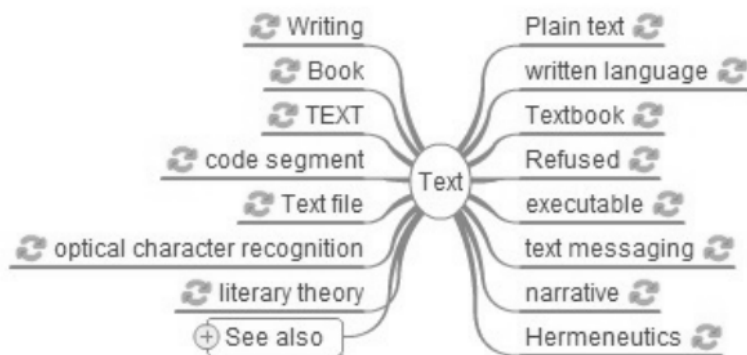 Writing
Book
TEXT
code segment
Text file
optical character recognition
literary theory
See also
Text
Plain text
written language
Textbook
Refused
executable
text messaging
narrative
Hermeneutics